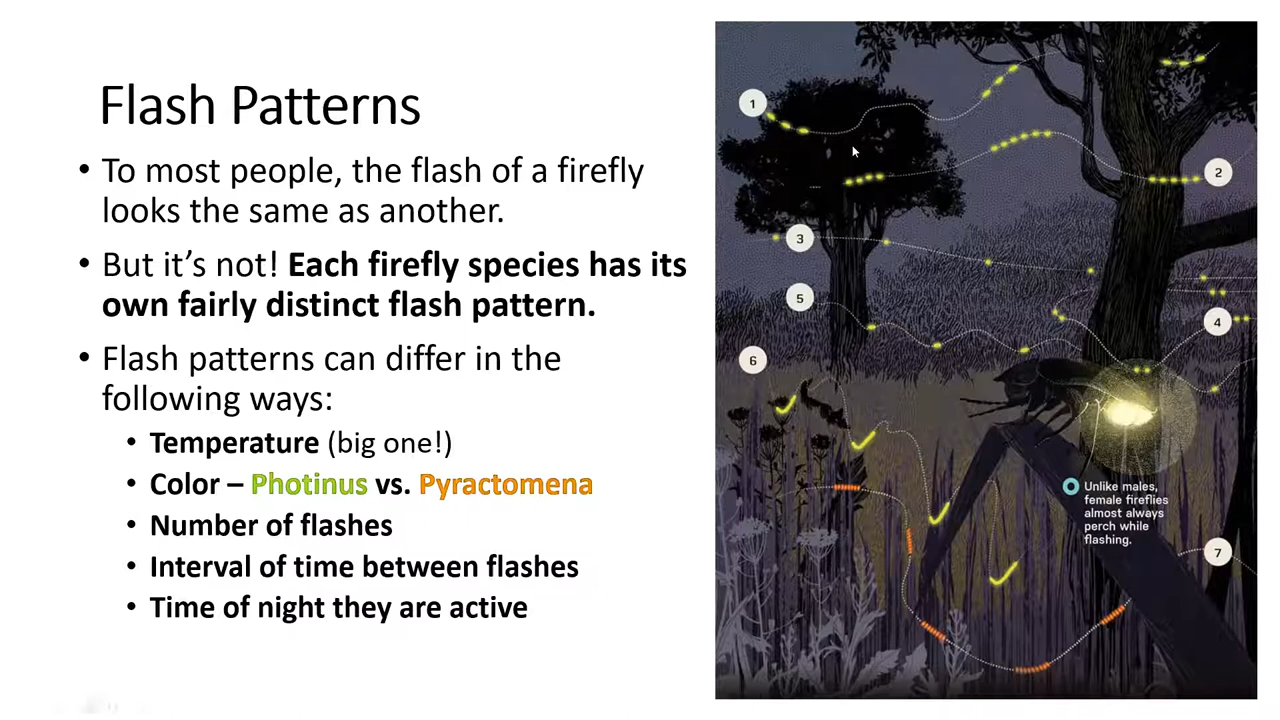 Flash Patterns
• To most people, the flash of a firefly
looks the same as another.
• But it’s not! Each firefly species has its
own fairly distinct flash pattern.
• Flash patterns can differ in the
following ways:
• Temperature (big one!)
• Color – Photinus vs. Pyractomena
• Number of flashes
• Interval of time between flashes
• Time of night they are active
1
2
3
5
4
6
Unlike males,
female fireflies
almost always
perch while
flashing.
7